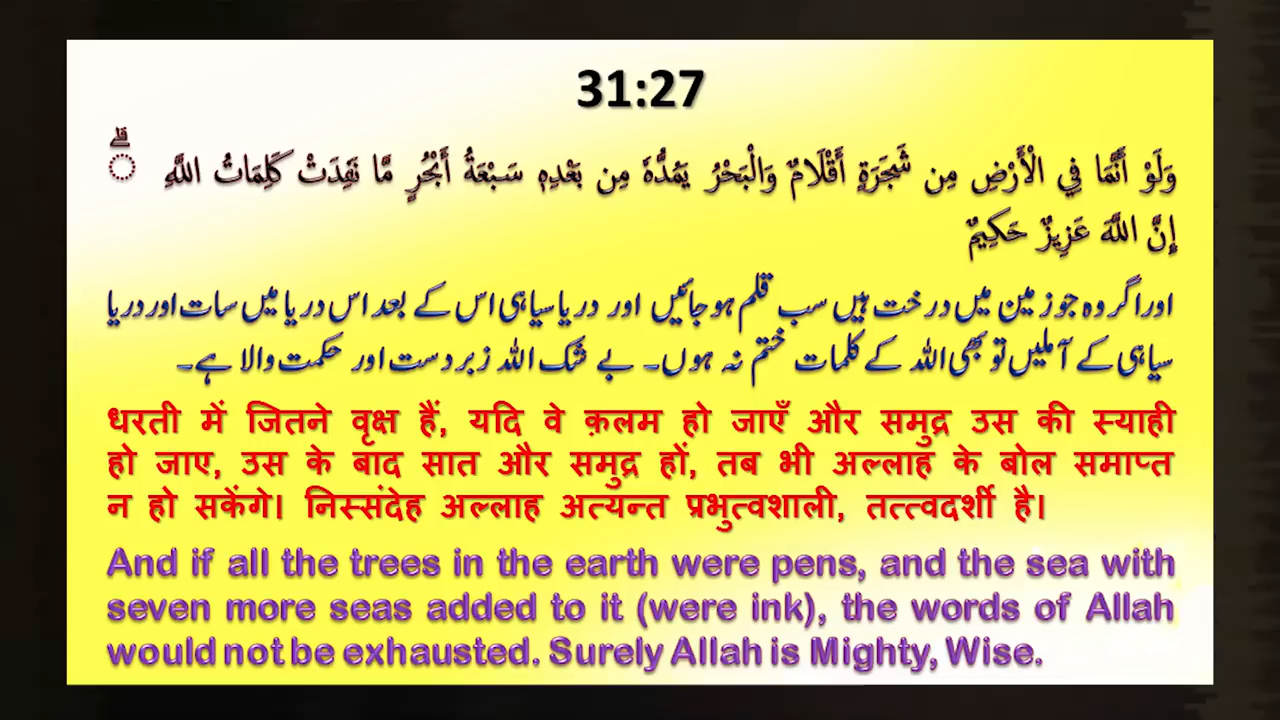 31:27
وَلَوْ أَنَّمَا فِي الْأَرْضِ مِن شَجَرَةٍ أَقْلَامٌ وَالْبَحْرُ يَمُدُّهُ مِن بَعْدِهِ سَبْعَةُ أَبْحُرٍ مَّا نَفِدَتْ كَلِمَاتُ اللَّهِ ۗ
إِنَّ اللَّهَ عَزِيزٌ حَكِيمٌ
اور اگر وہ جو زمین میں درخت ہیں سب قلم ہو جائیں اور دریا سیاہی اس کے بعد اس دریا میں سات اور دریا
سیاہی کے آ ملیں تو بھی اللہ کے کلمات ختم نہ ہوں۔ بے شک اللہ زبردست اور حکمت والا ہے۔
धरती में जितने वृक्ष हैं, यदि वे क़लम हो जाएँ और समुद्र उस की स्याही
हो जाए, उस के बाद सात और समुद्र हों, तब भी अल्लाह के बोल समाप्त
न हो सकेंगे। निस्संदेह अल्लाह अत्यन्त प्रभुत्वशाली, तत्त्वदर्शी है।
And if all the trees in the earth were pens, and the sea with
seven more seas added to it (were ink), the words of Allah
would not be exhausted. Surely Allah is Mighty, Wise.